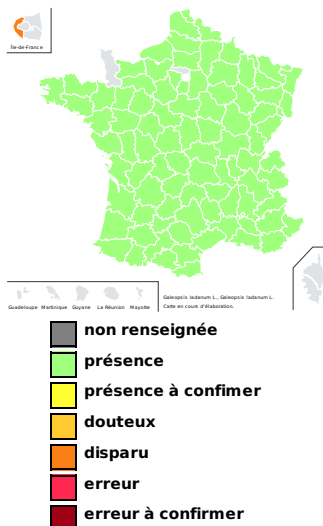 Île-de-France
Guadeloupe Martinique Guyane La Réunion Mayotte
Galeopsis ladanum L., Galeopsis ladanum L.
Carte en cours d'élaboration.
non renseignée
présence
présence à confimer
douteux
disparu
erreur
erreur à confirmer